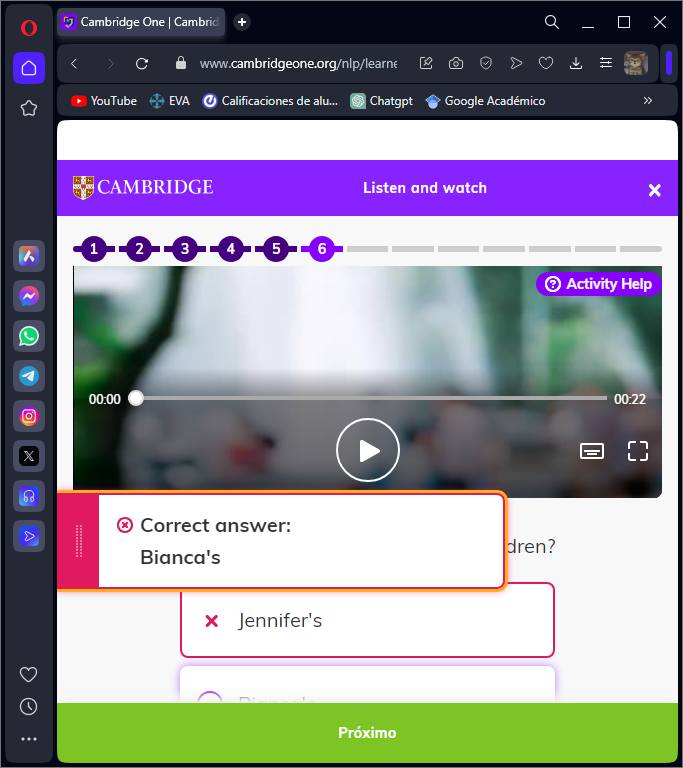 Cambridge One | Cambrid
www.cambridgeone.org/nlp/learne
YouTube
EVA
Calificaciones de alu...
Chatgpt
Google Académico
»
CAMBRIDGE
Listen and watch
1 2 3 4 5 6
Activity Help
00:00
00:22
Correct answer:
Bianca's
dren?
Jennifer's
Bianca's
Próximo